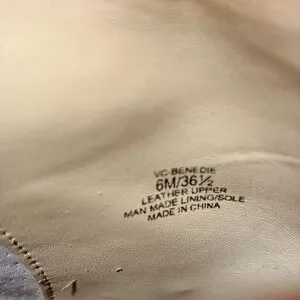 VC-BENEDIE
6M/36½
LEATHER UPPER
MAN MADE LINING/SOLE
MADE IN CHINA